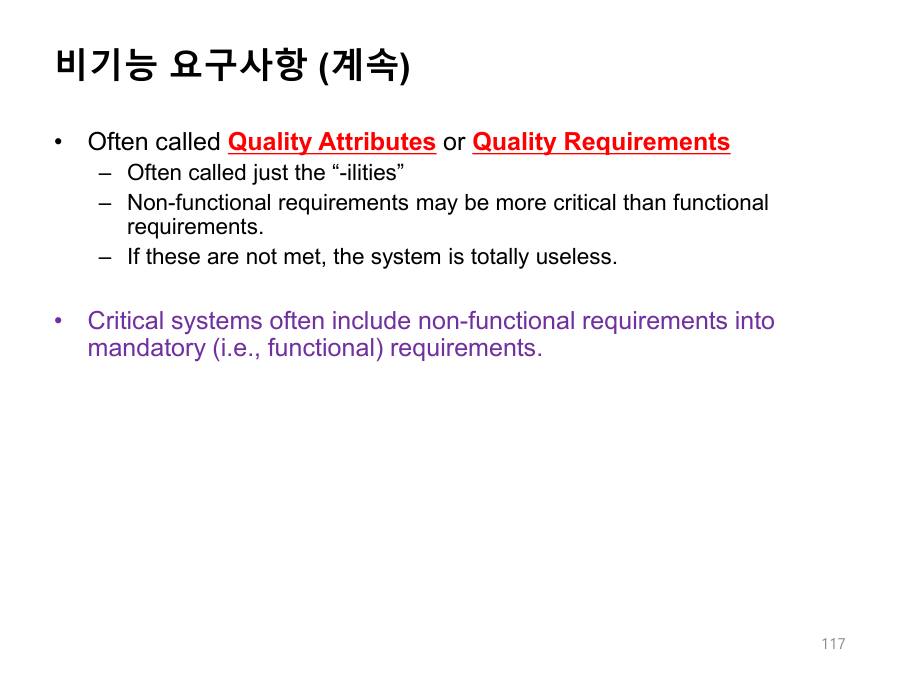 비기능 요구사항 (계속)
• Often called Quality Attributes or Quality Requirements
– Often called just the “-ilities”
– Non-functional requirements may be more critical than functional
requirements.
– If these are not met, the system is totally useless.
• Critical systems often include non-functional requirements into
mandatory (i.e., functional) requirements.
117